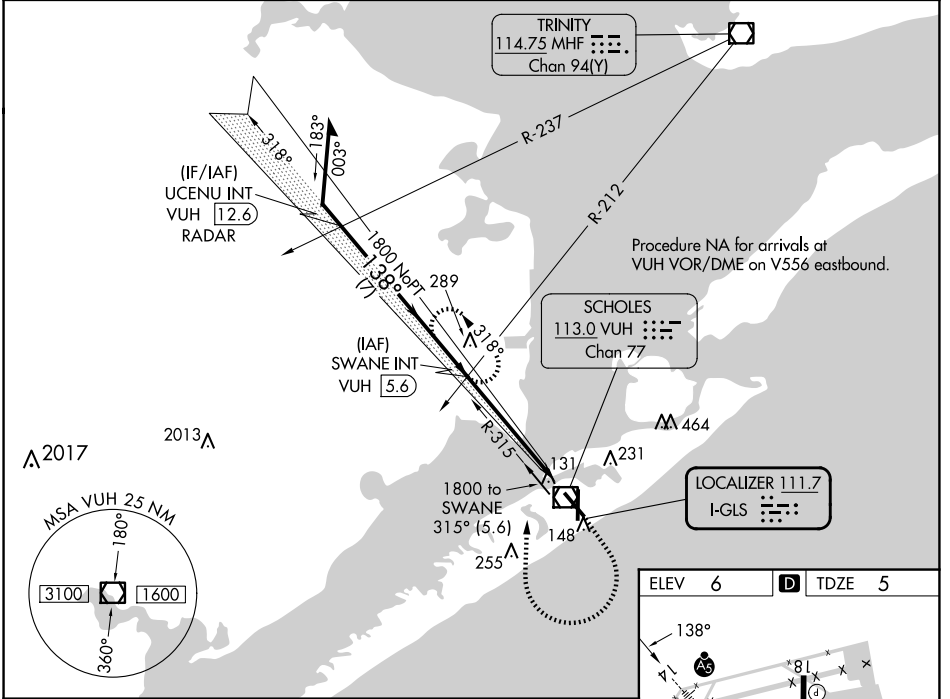 TRINITY
114.75 MHF
Chan 94(Y)
R-237
R-212
183°
003°
318°
(IF/IAF)
UCENU INT
VUH 12.6
RADAR
1800 NoPT
138°
(7)
289
318°
Procedure NA for arrivals at
VUH VOR/DME on V556 eastbound.
SCHOLES
113.0 VUH
Chan 77
(IAF)
SWANE INT
VUH 5.6
R-315
464
231
131
2013
2017
LOCALIZER 111.7
I-GLS
1800 to
SWANE
315° (5.6)
148
255
MSA VUH 25 NM
180°
3100
1600
360°
ELEV 6
D
TDZE 5
138°
A5
14
18
P